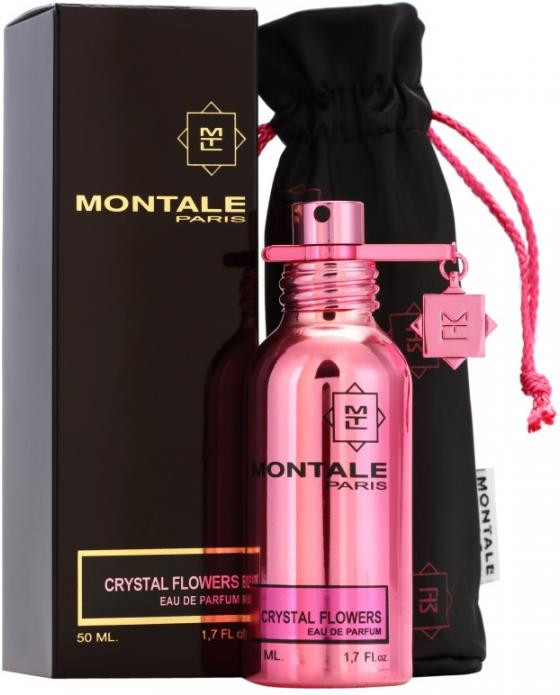 MONTALE
PARIS
CRYSTAL FLOWERS
EAU DE PARFUM
50 ML.
1,7 FL
MONTALE
PARIS
CRYSTAL FLOWERS
EAU DE PARFUM
ML.
1,7 Fl.oz.
MONTALE